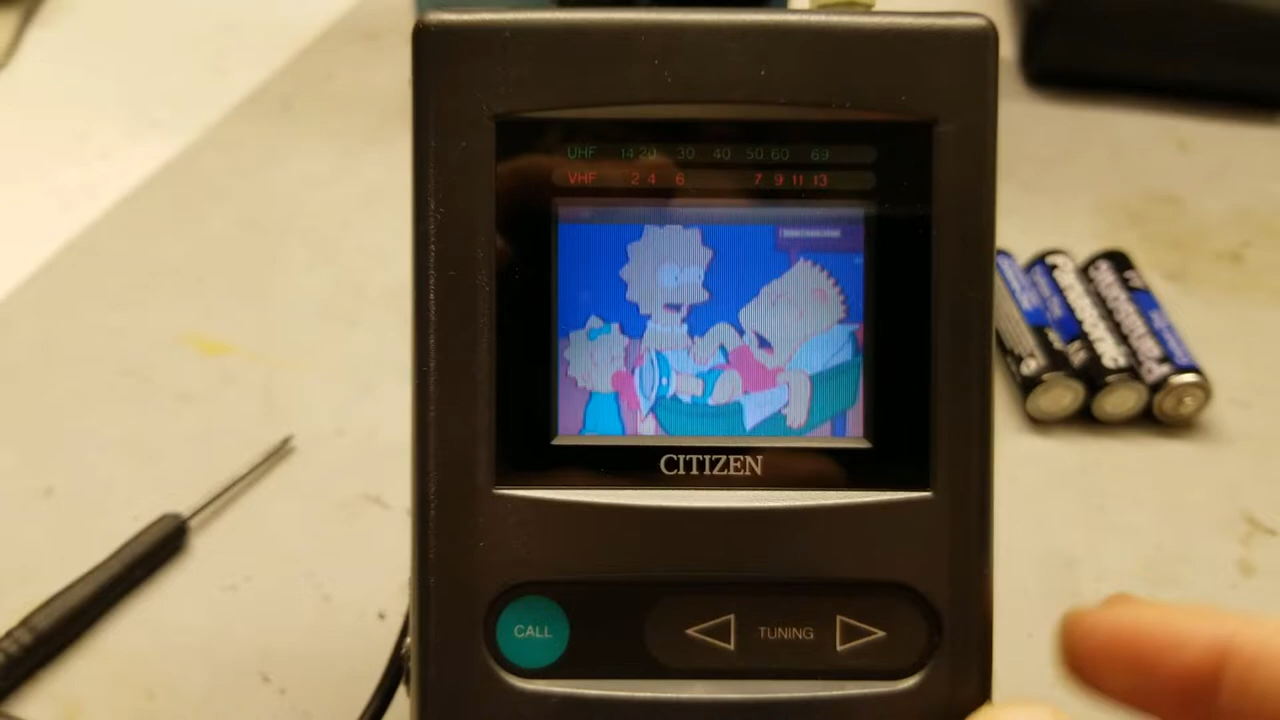 UHF 14 20 30 40 50 60 69
VHF 2 4 6 7 9 11 13
CITIZEN
CALL
TUNING
Panasonic
Panasonic